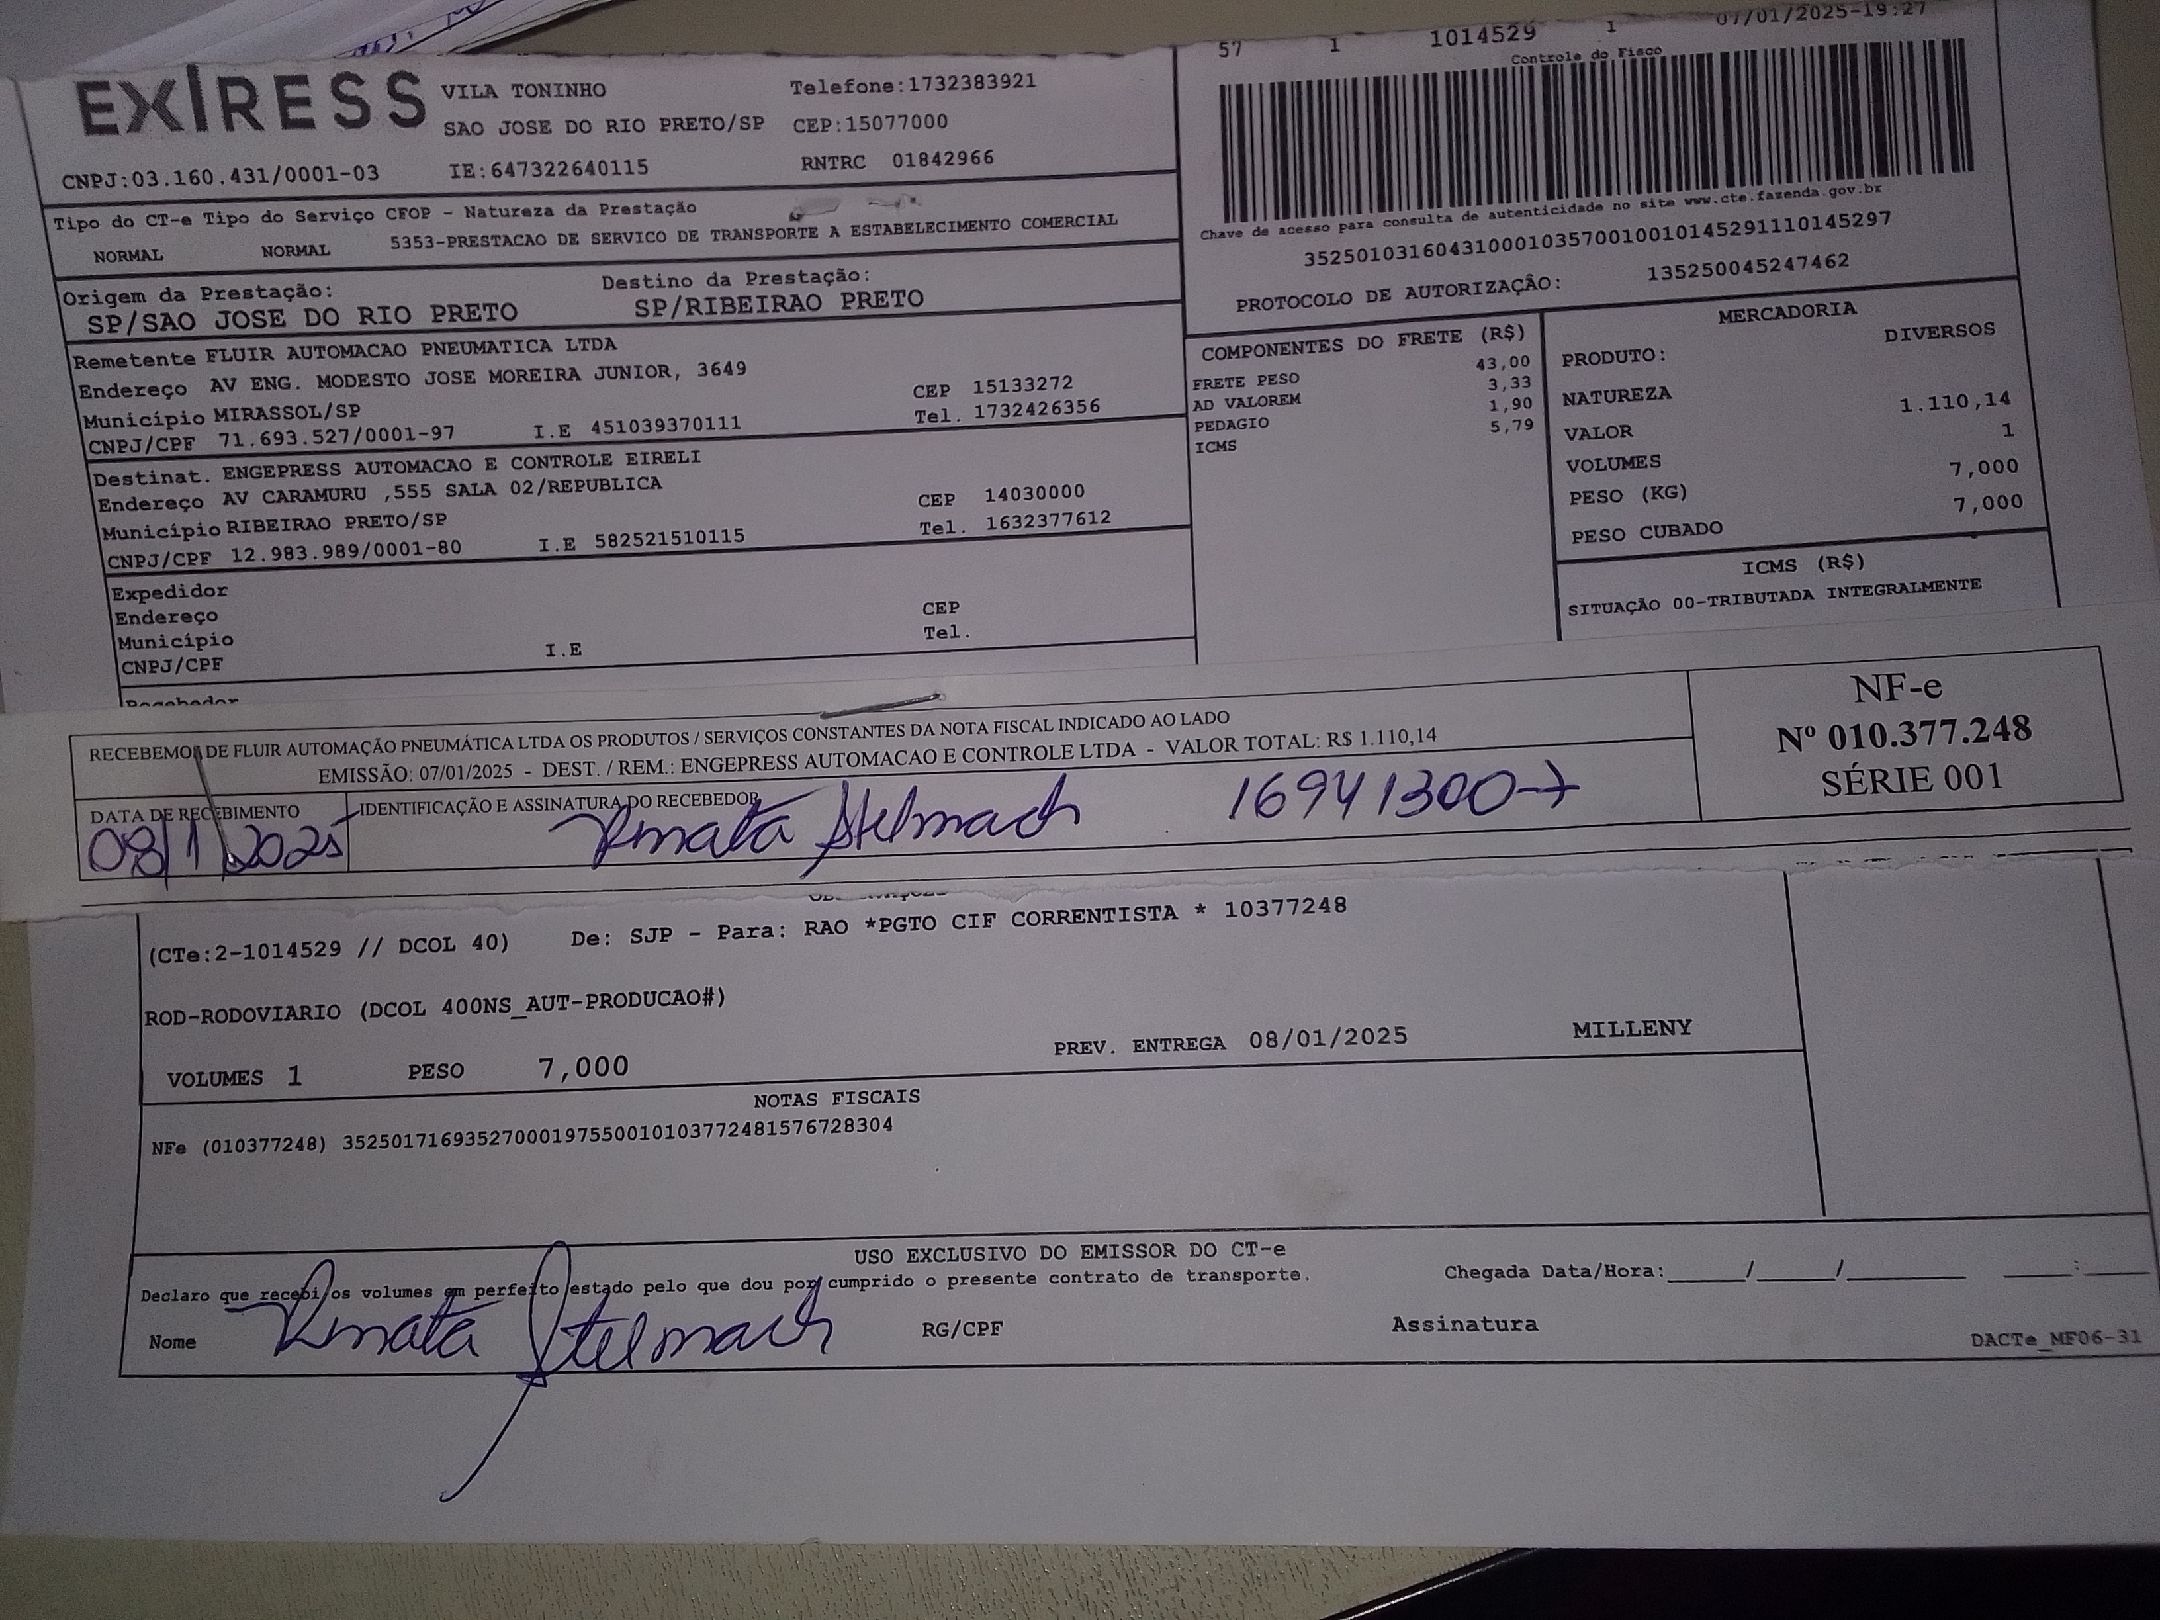 57 1 1014529 1 07/01/2025-19:27
Controle do Fisco
EXPRESS
VILA TONINHO Telefone:1732383921
SAO JOSE DO RIO PRETO/SP CEP:15077000
CNPJ:03.160.431/0001-03 IE:647322640115 RNTRC 01842966
Tipo do CT-e Tipo do Serviço CFOP - Natureza da Prestação
NORMAL NORMAL 5353-PRESTACAO DE SERVICO DE TRANSPORTE A ESTABELECIMENTO COMERCIAL
Chave de acesso para consulta de autenticidade no site www.cte.fazenda.gov.br
35250103160431000103570010010145291110145297
PROTOCOLO DE AUTORIZAÇÃO: 135250045247462
Origem da Prestação: Destino da Prestação:
SP/SAO JOSE DO RIO PRETO SP/RIBEIRAO PRETO
Remetente FLUIR AUTOMACAO PNEUMATICA LTDA
Endereço AV ENG. MODESTO JOSE MOREIRA JUNIOR, 3649 CEP 15133272
Município MIRASSOL/SP Tel. 1732426356
CNPJ/CPF 71.693.527/0001-97 I.E 451039370111
Destinat. ENGEPRESS AUTOMACAO E CONTROLE EIRELI
Endereço AV CARAMURU ,555 SALA 02/REPUBLICA CEP 14030000
Município RIBEIRAO PRETO/SP Tel. 1632377612
CNPJ/CPF 12.983.989/0001-80 I.E 582521510115
Expedidor
Endereço CEP
Município Tel.
CNPJ/CPF I.E
Recebedor
COMPONENTES DO FRETE (R$)
FRETE PESO 43,00
AD VALOREM 3,33
PEDAGIO 1,90
ICMS 5,79
MERCADORIA
PRODUTO: DIVERSOS
NATUREZA
VALOR 1.110,14
VOLUMES 1
PESO (KG) 7,000
PESO CUBADO 7,000
ICMS (R$)
SITUAÇÃO 00-TRIBUTADA INTEGRALMENTE
RECEBEMOS DE FLUIR AUTOMAÇÃO PNEUMÁTICA LTDA OS PRODUTOS / SERVIÇOS CONSTANTES DA NOTA FISCAL INDICADO AO LADO
EMISSÃO: 07/01/2025 - DEST. / REM.: ENGEPRESS AUTOMACAO E CONTROLE LTDA - VALOR TOTAL: R$ 1.110,14
DATA DE RECEBIMENTO IDENTIFICAÇÃO E ASSINATURA DO RECEBEDOR
08/1/2025 Renata Stelmach 169413007
NF-e
Nº 010.377.248
SÉRIE 001
(CTe:2-1014529 // DCOL 40) De: SJP - Para: RAO *PGTO CIF CORRENTISTA * 10377248
ROD-RODOVIARIO (DCOL 400NS_AUT-PRODUCAO#)
VOLUMES 1 PESO 7,000 PREV. ENTREGA 08/01/2025 MILLENY
NOTAS FISCAIS
NFe (010377248) 35250171693527000197550010103772481576728304
USO EXCLUSIVO DO EMISSOR DO CT-e
Declaro que recebi os volumes em perfeito estado pelo que dou por cumprido o presente contrato de transporte. Chegada Data/Hora:_____/_____/_______ ____:____
Nome Renata Stelmach RG/CPF Assinatura
DACTe_MF06-31